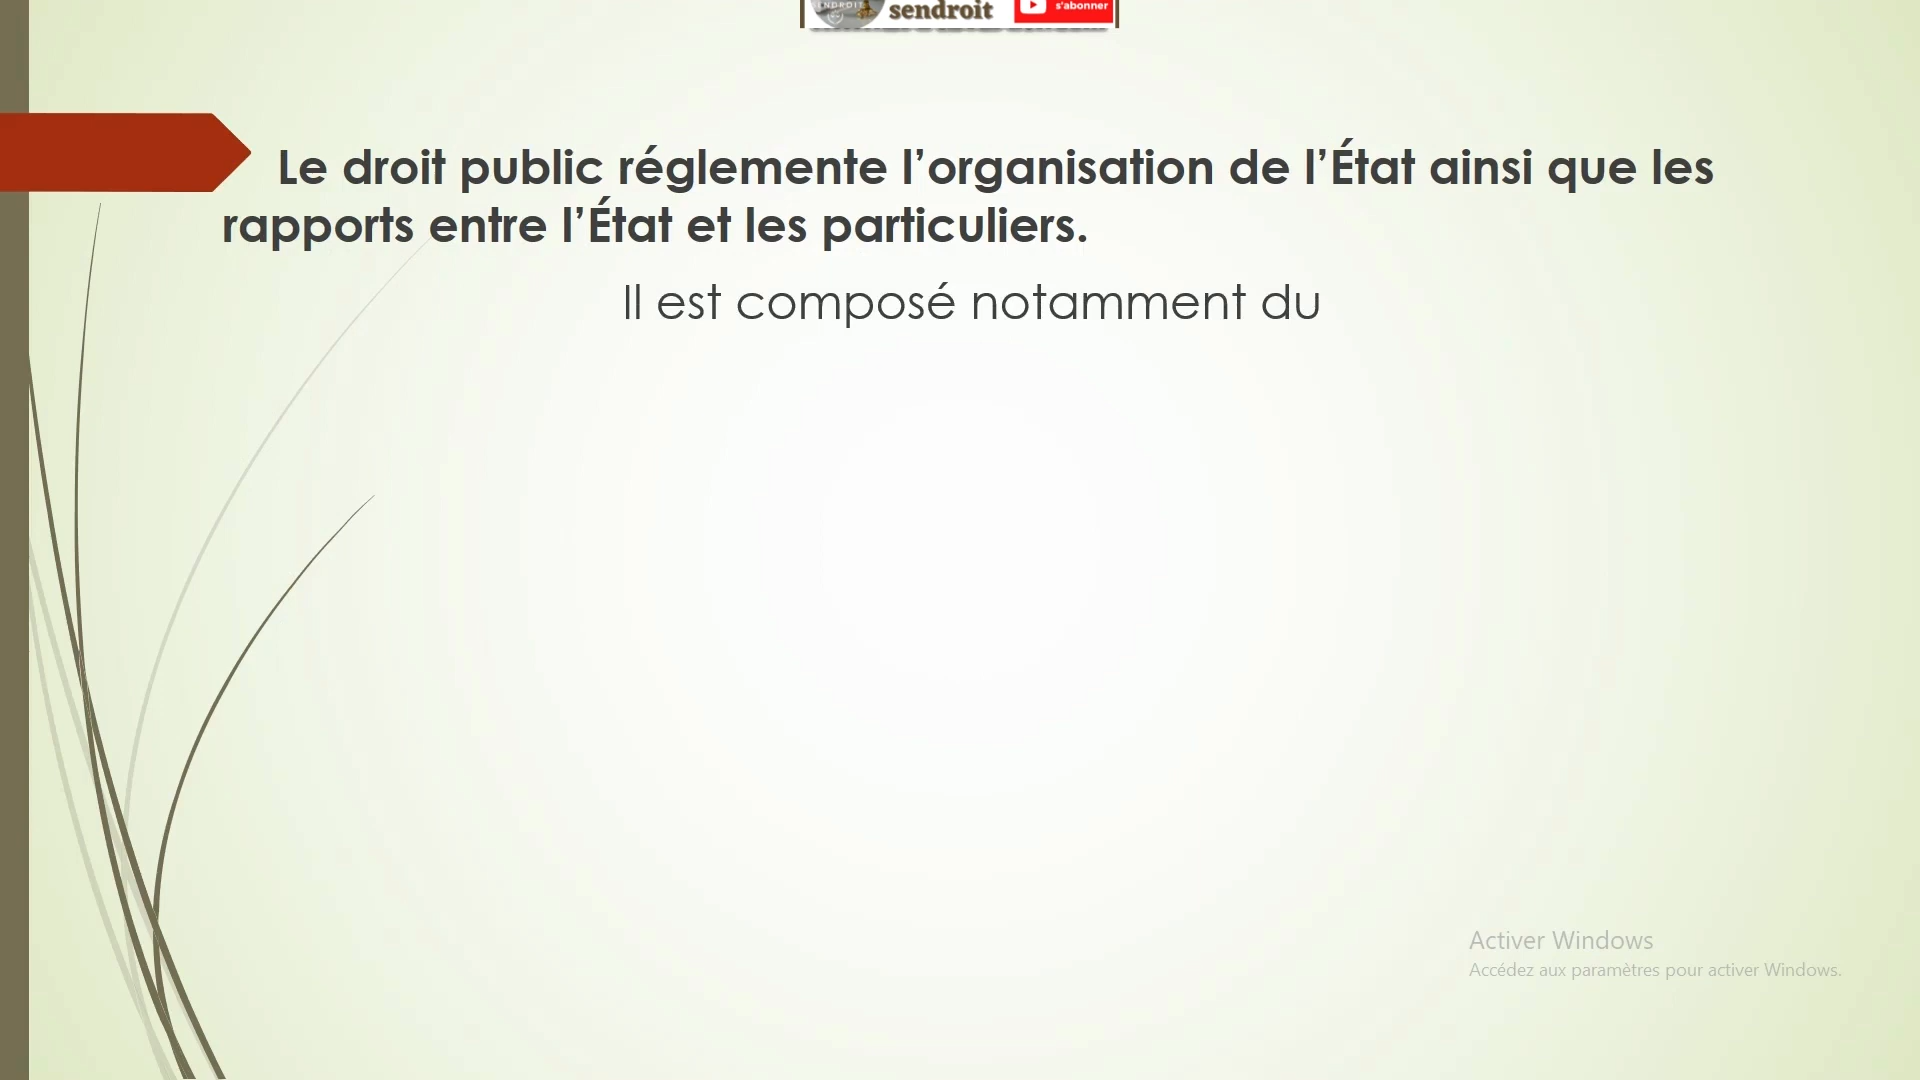 SENDROIT
sendroit
s'abonner
Le droit public réglemente l’organisation de l’État ainsi que les
rapports entre l’État et les particuliers.
Il est composé notamment du
Activer Windows
Accédez aux paramètres pour activer Windows.